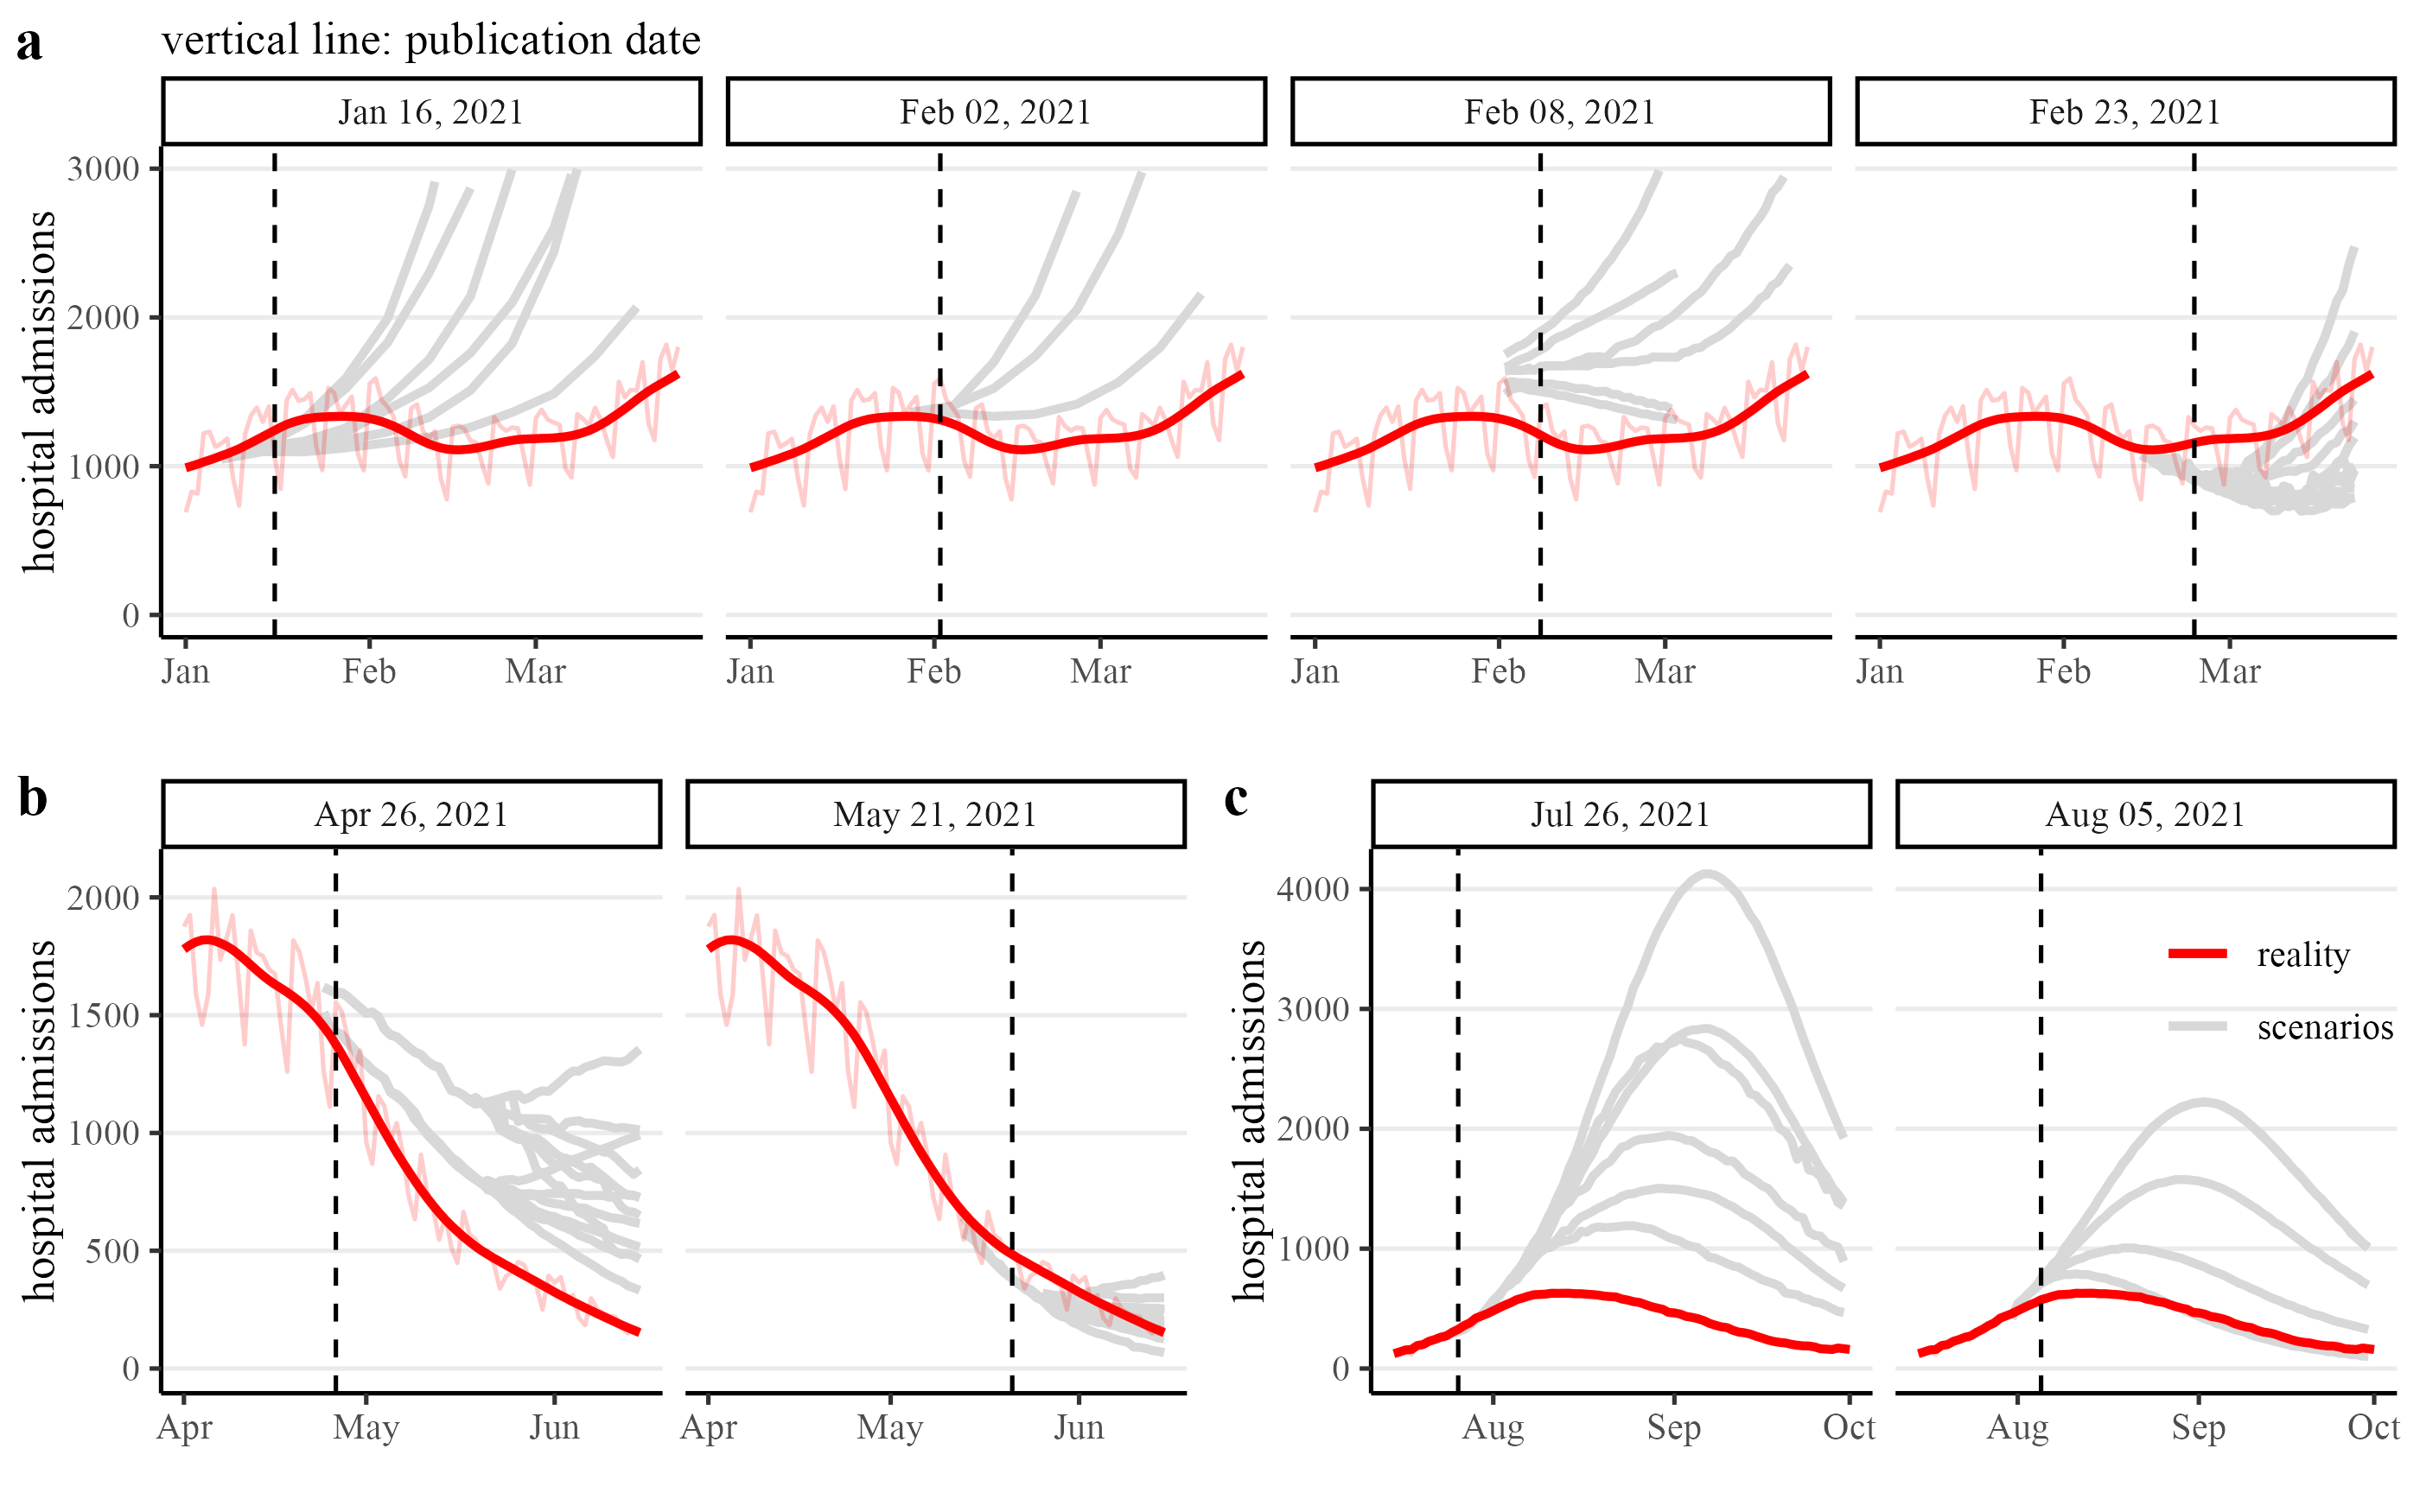 a
vertical line: publication date
Jan 16, 2021
Feb 02, 2021
Feb 08, 2021
Feb 23, 2021
hospital admissions
3000
2000
1000
0
Jan Feb Mar
Jan Feb Mar
Jan Feb Mar
Jan Feb Mar
b
Apr 26, 2021
May 21, 2021
hospital admissions
2000
1500
1000
500
0
Apr May Jun
Apr May Jun
c
Jul 26, 2021
Aug 05, 2021
hospital admissions
4000
3000
2000
1000
0
reality
scenarios
Aug Sep Oct
Aug Sep Oct